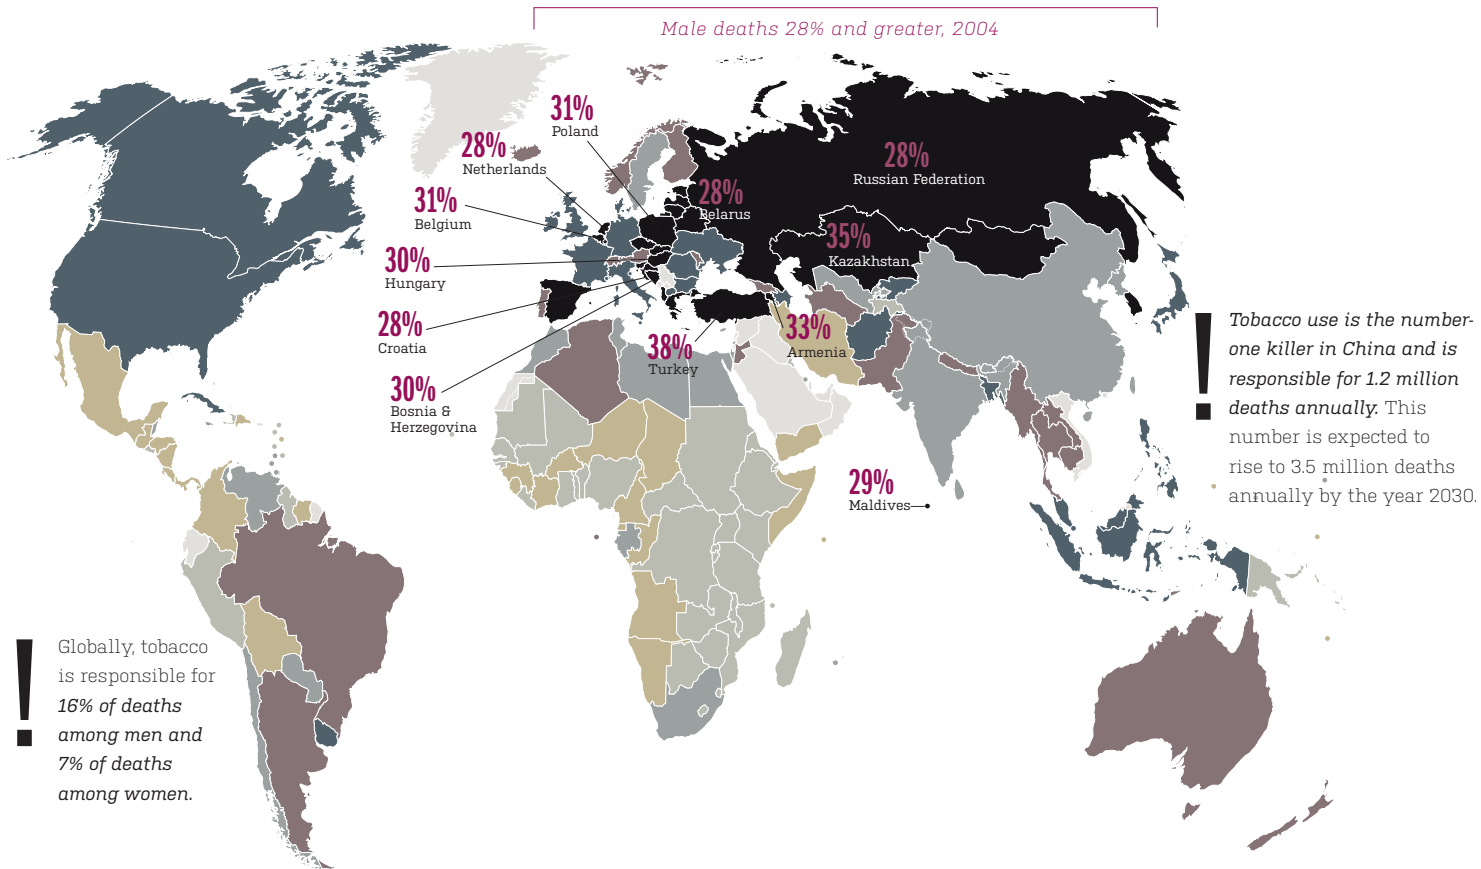 Male deaths 28% and greater, 2004
31%
Poland
28%
Netherlands
28%
Russian Federation
28%
Belarus
31%
Belgium
35%
Kazakhstan
30%
Hungary
28%
Croatia
33%
Armenia
38%
Turkey
30%
Bosnia &
Herzegovina
29%
Maldives
Tobacco use is the number-
one killer in China and is
responsible for 1.2 million
deaths annually. This
number is expected to
rise to 3.5 million deaths
annually by the year 2030.
Globally, tobacco
is responsible for
16% of deaths
among men and
7% of deaths
among women.